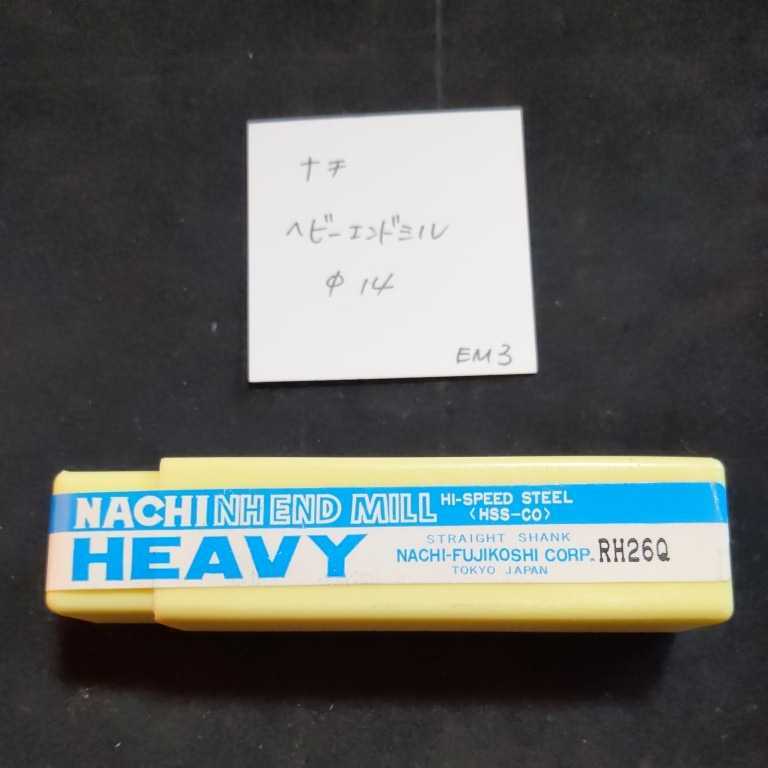 ナチ
ヘビーエンドミル
φ 14
EM3
NACHI NH END MILL HI-SPEED STEEL
<HSS-CO>
HEAVY STRAIGHT SHANK
NACHI-FUJIKOSHI CORP. RH26Q
TOKYO JAPAN